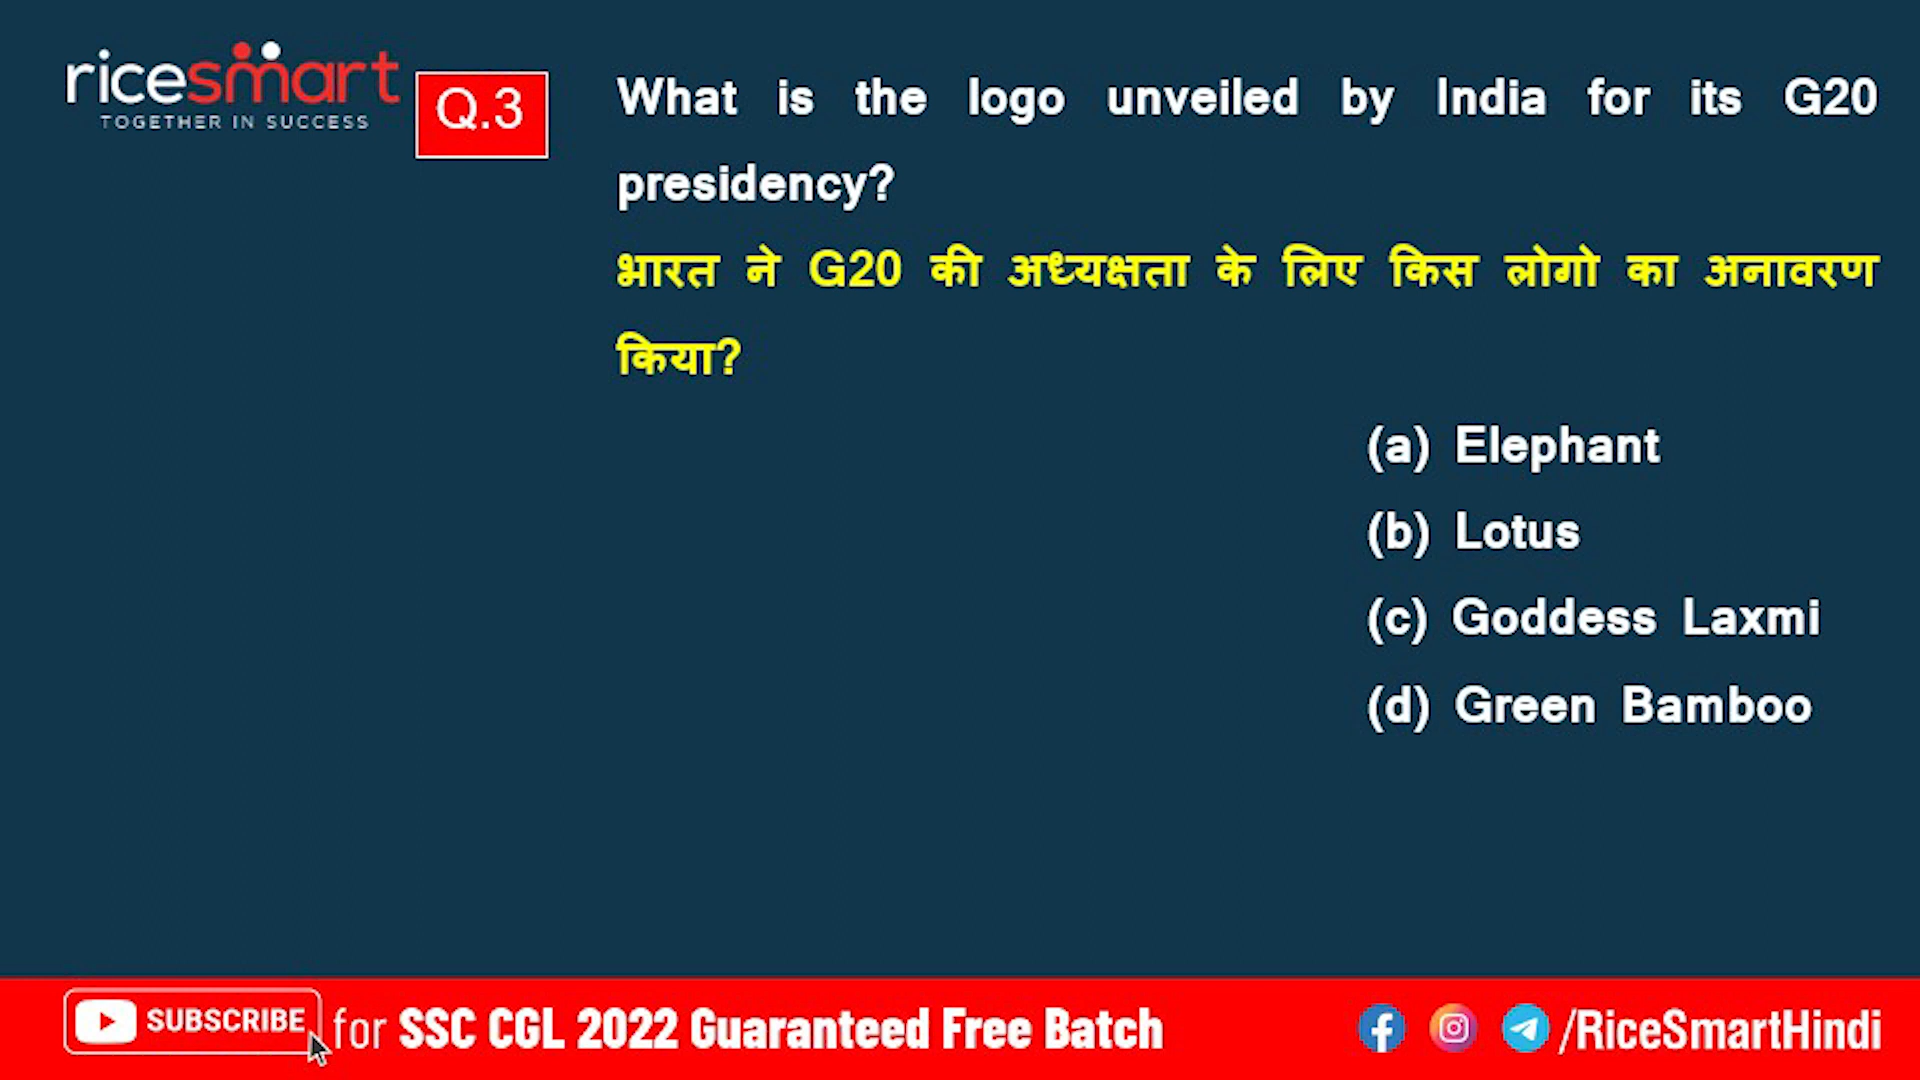 ricesmart
TOGETHER IN SUCCESS
Q.3
What is the logo unveiled by India for its G20
presidency?
भारत ने G20 की अध्यक्षता के लिए किस लोगो का अनावरण
किया?
(a) Elephant
(b) Lotus
(c) Goddess Laxmi
(d) Green Bamboo
SUBSCRIBE for SSC CGL 2022 Guaranteed Free Batch
/RiceSmartHindi